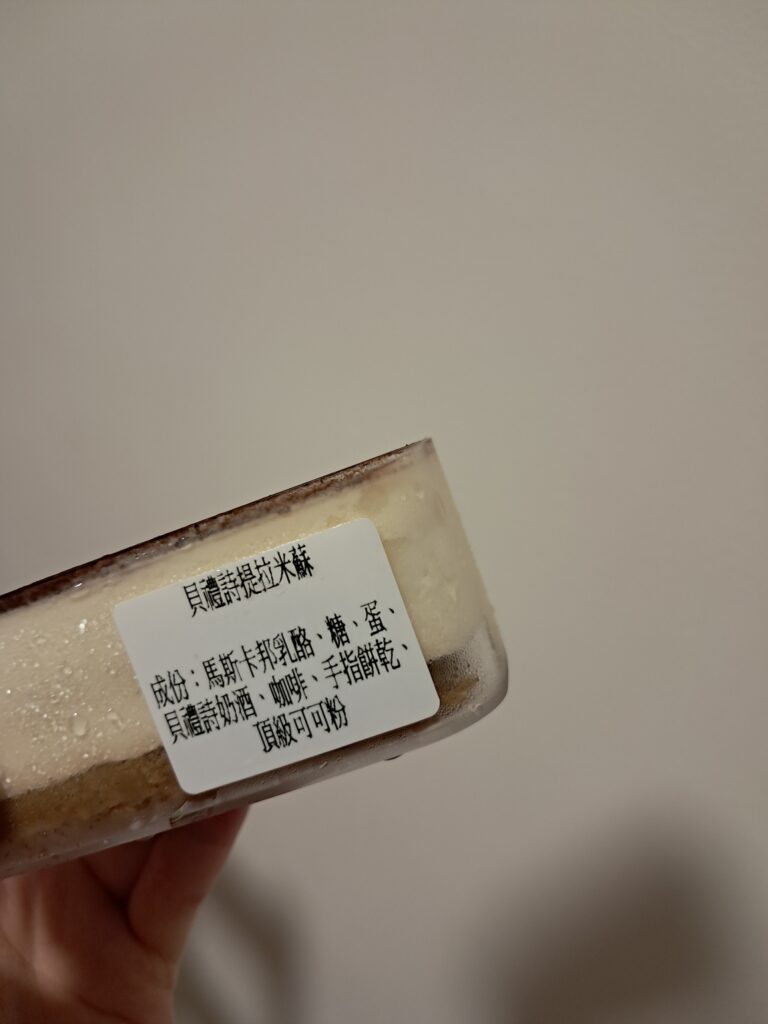 貝禮詩提拉米蘇
成份：馬斯卡邦乳酪、糖、蛋、
貝禮詩奶酒、咖啡、手指餅乾、
頂級可可粉